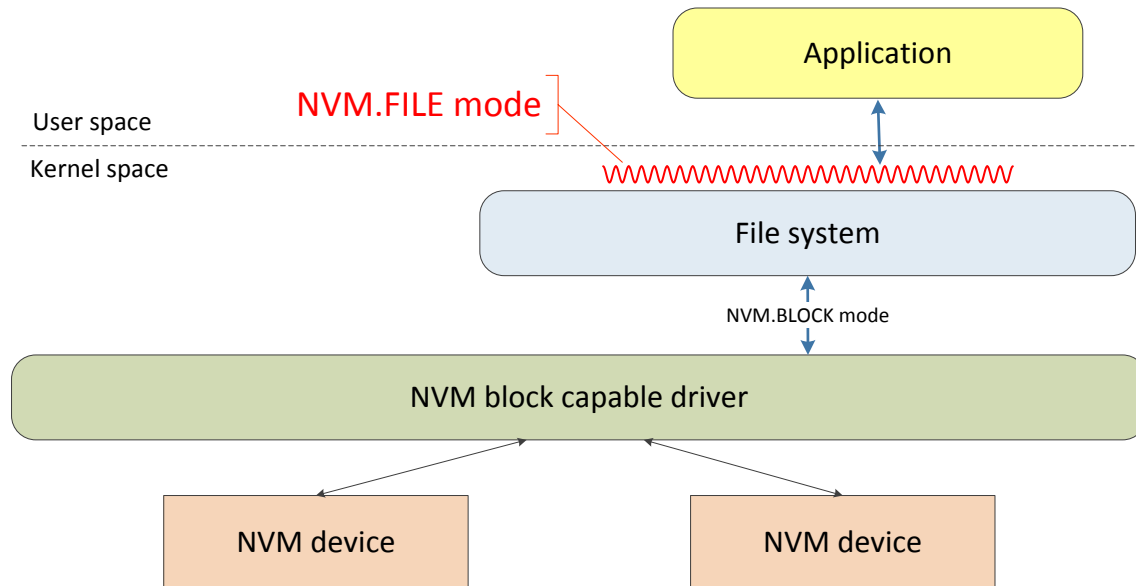 Application
NVM.FILE mode
User space
Kernel space
File system
NVM.BLOCK mode
NVM block capable driver
NVM device
NVM device